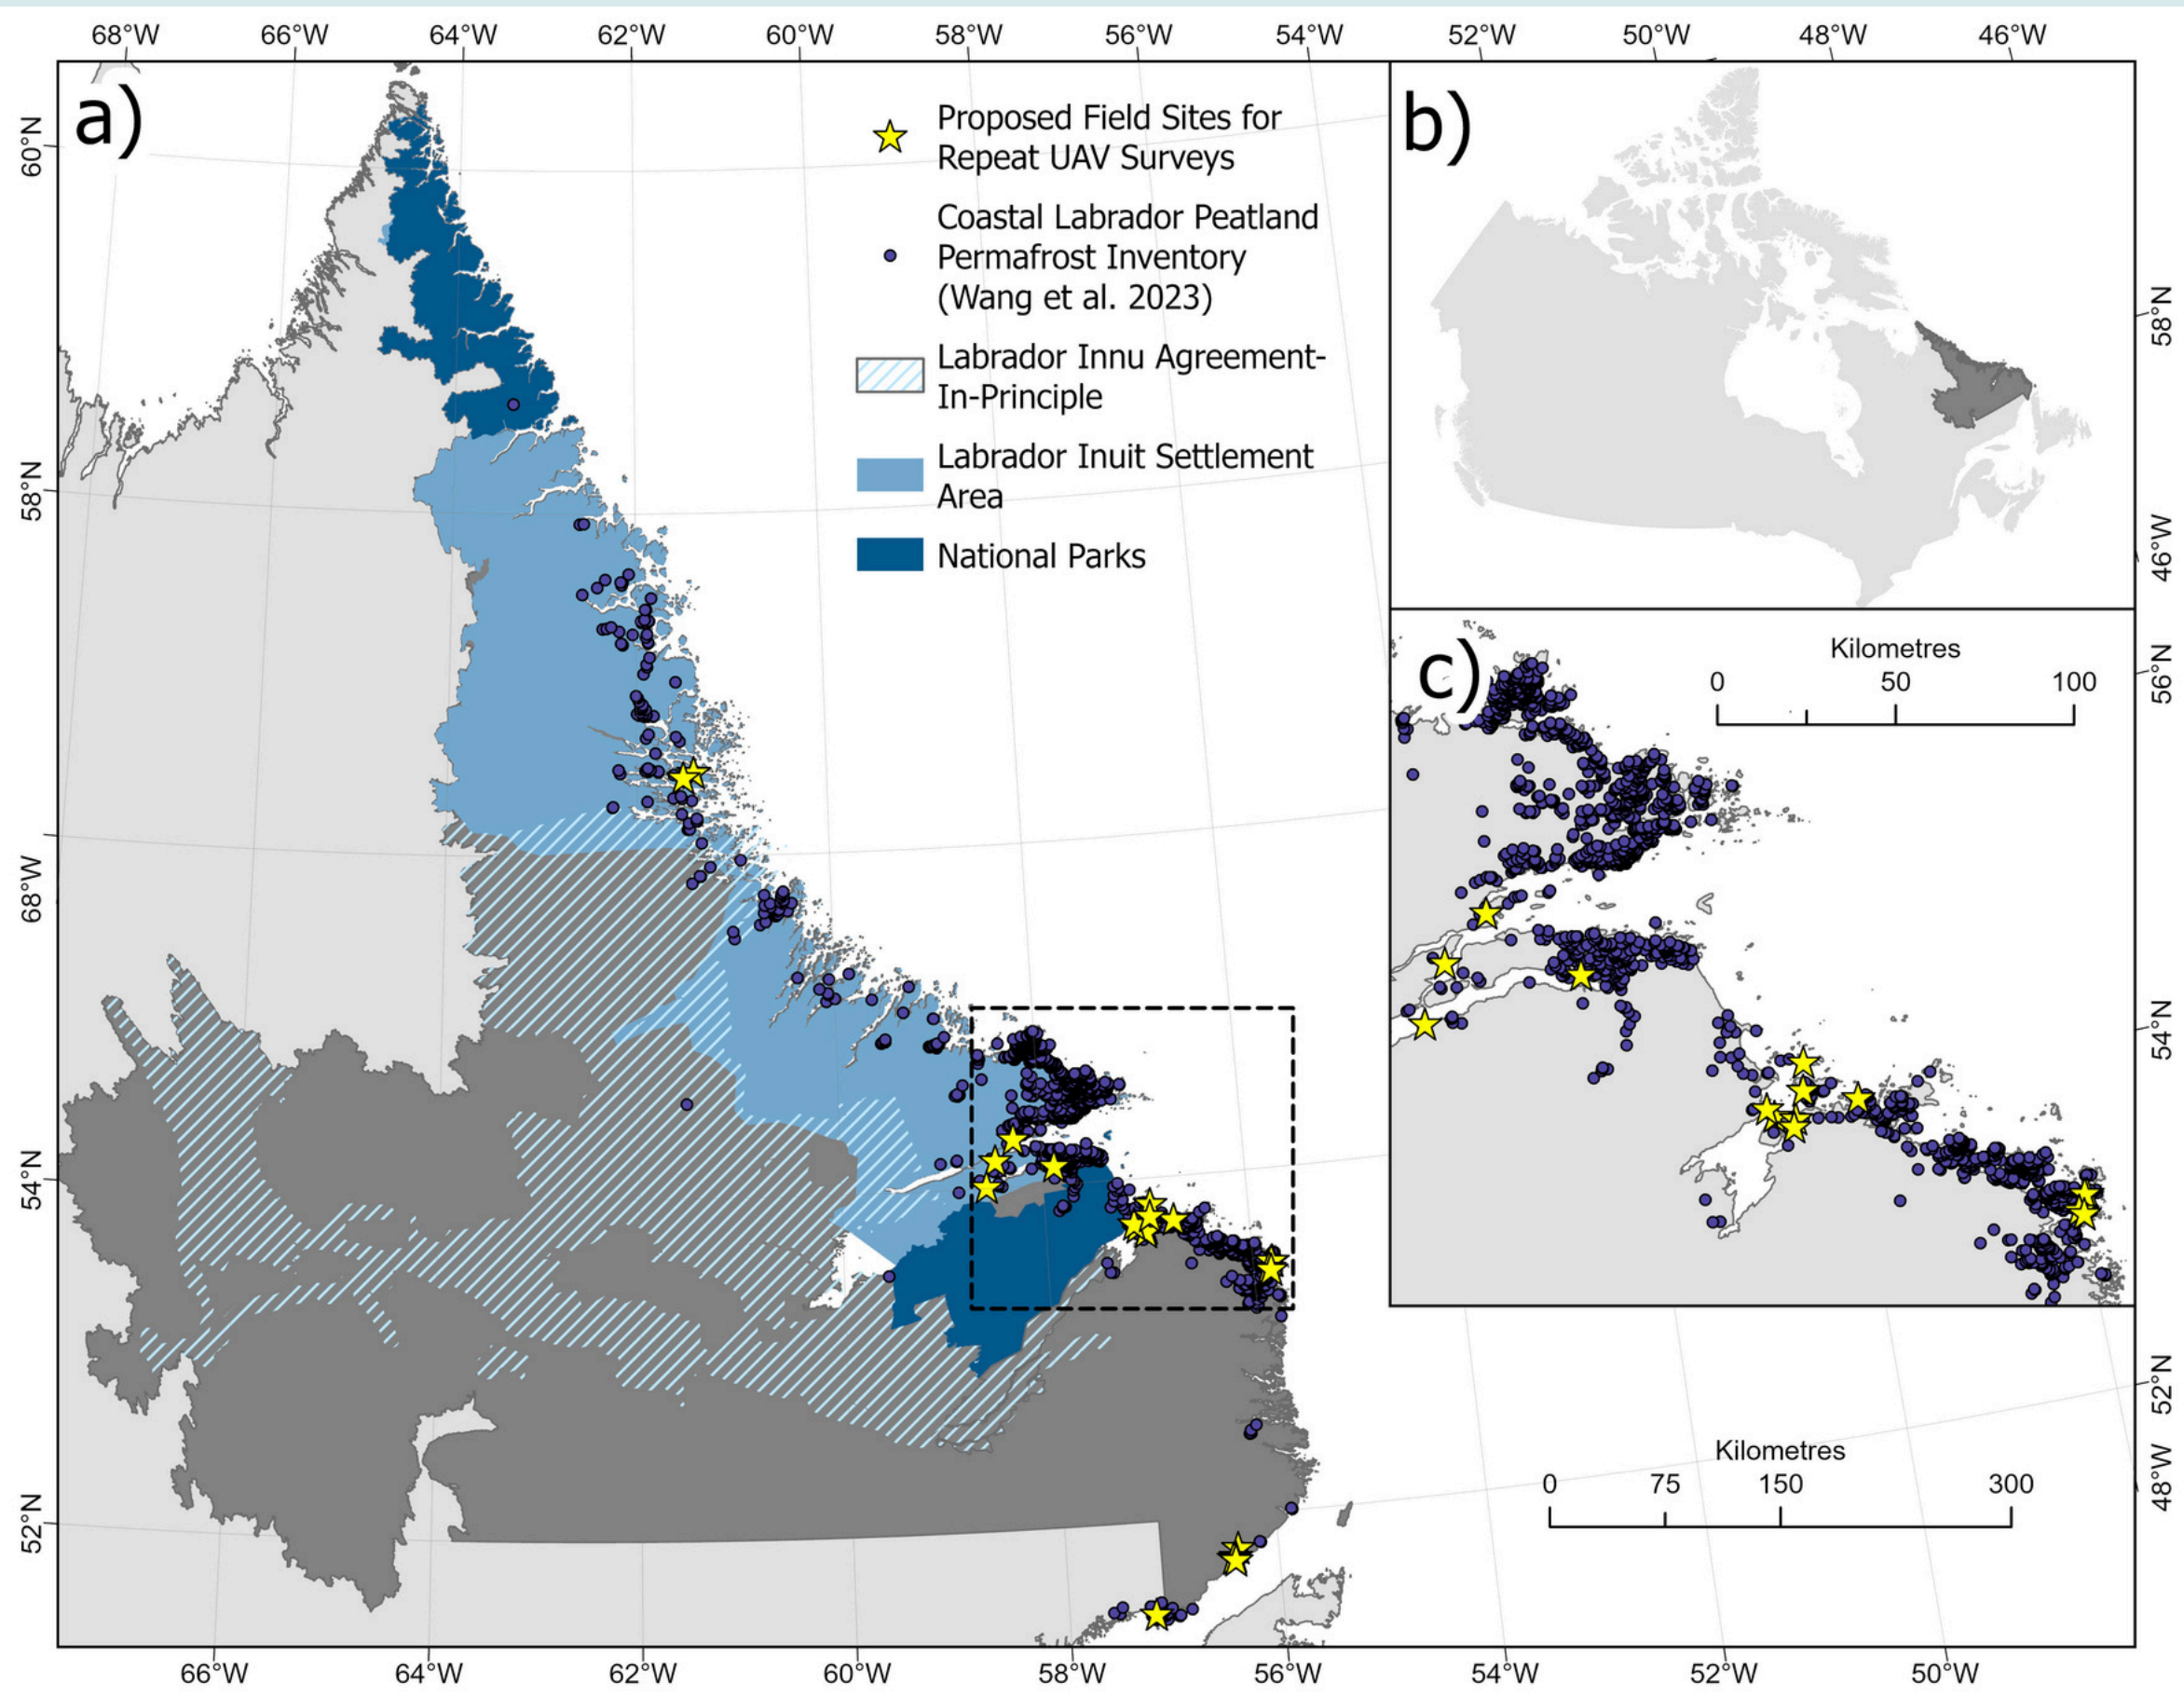 68°W 66°W 64°W 62°W 60°W 58°W 56°W 54°W 52°W 50°W 48°W 46°W
a)
Proposed Field Sites for
Repeat UAV Surveys
Coastal Labrador Peatland
Permafrost Inventory
(Wang et al. 2023)
Labrador Innu Agreement-
In-Principle
Labrador Inuit Settlement
Area
National Parks
b)
c)
Kilometres
0 50 100
Kilometres
0 75 150 300
60°N
58°N
68°W
54°N
52°N
58°N
46°W
56°N
54°N
52°N
48°W
66°W 64°W 62°W 60°W 58°W 56°W 54°W 52°W 50°W